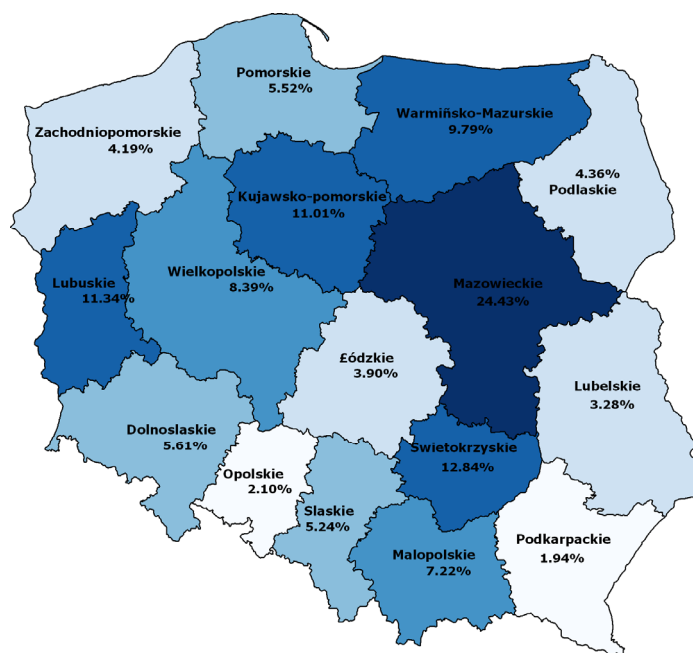 Pomorskie
5.52%
Warmiñsko-Mazurskie
9.79%
Zachodniopomorskie
4.19%
4.36%
Podlaskie
Kujawsko-pomorskie
11.01%
Wielkopolskie
8.39%
Lubuskie
11.34%
Mazowieckie
24.43%
£ódzkie
3.90%
Lubelskie
3.28%
Dolnoslaskie
5.61%
Swietokrzyskie
12.84%
Opolskie
2.10%
Slaskie
5.24%
Podkarpackie
1.94%
Malopolskie
7.22%